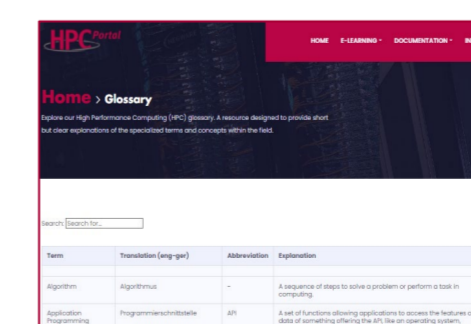 HPC Portal
HOME E-LEARNING DOCUMENTATION
Home > Glossary
Explore our High Performance Computing (HPC) glossary. A resource designed to provide short
but clear explanations of the specialized terms and concepts within the field.
Search: Search for...
Term Translation (eng-ger) Abbreviation Explanation
Algorithm Algorithmus - A sequence of steps to solve a problem or perform a task in
computing.
Application Programmierschnittstelle API A set of functions allowing applications to access the features
Programming data of something offering the API, like an operating system.